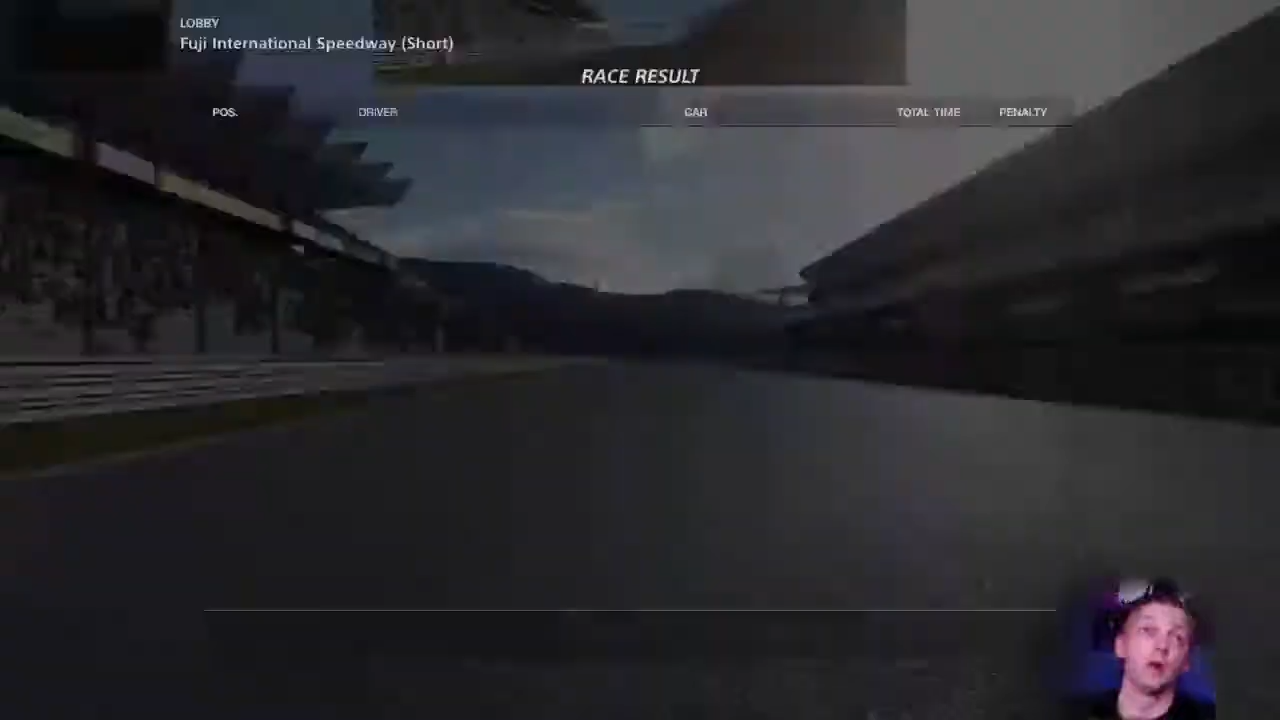 LOBBY
Fuji International Speedway (Short)
RACE RESULT
POS. DRIVER CAR TOTAL TIME PENALTY